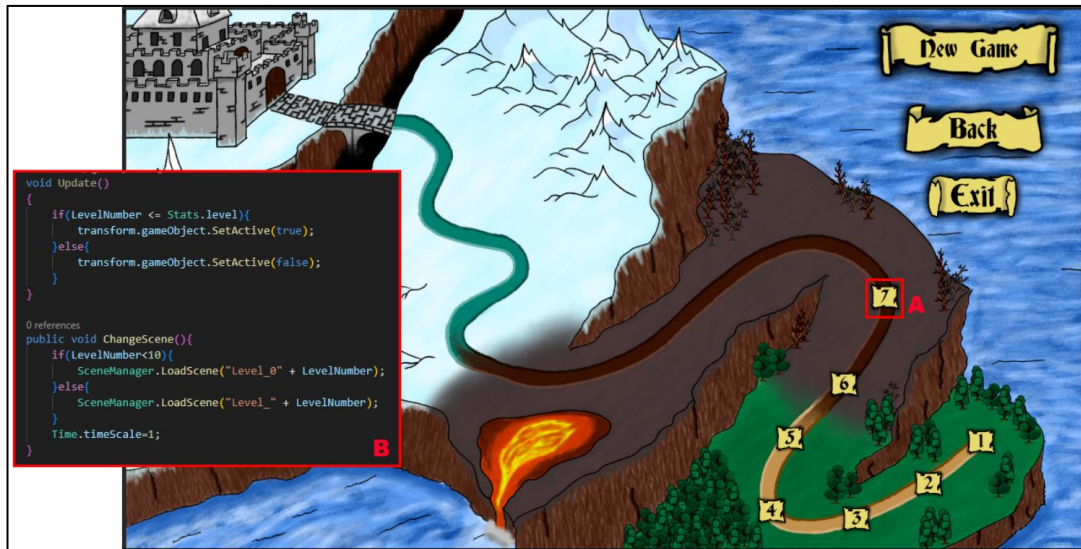 New Game
Back
Exit
void Update()
{
    if(LevelNumber <= Stats.level){
        transform.gameObject.SetActive(true);
    }else{
        transform.gameObject.SetActive(false);
    }
}
0 references
public void ChangeScene(){
    if(LevelNumber<10){
        SceneManager.LoadScene("Level_0" + LevelNumber);
    }else{
        SceneManager.LoadScene("Level_" + LevelNumber);
    }
    Time.timeScale=1;
}
B
7
A
6
5
4
3
2
1